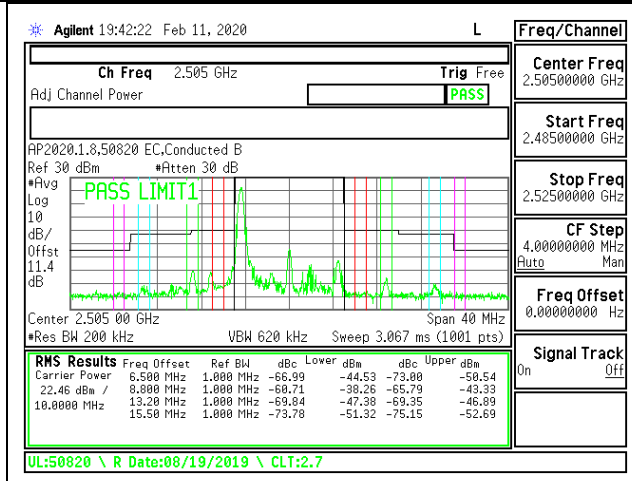 Agilent 19:42:22 Feb 11, 2020 L
Freq/Channel
Ch Freq 2.505 GHz Trig Free
Adj Channel Power PASS
AP2020.1.8,50820 EC,Conducted B
Ref 30 dBm #Atten 30 dB
#Avg
Log
10
dB/
Offst
11.4
dB
PASS LIMIT1
Center 2.505 00 GHz Span 40 MHz
#Res BW 200 kHz VBW 620 kHz Sweep 3.067 ms (1001 pts)
RMS Results Freq Offset Ref BW dBc Lower dBm dBc Upper dBm
Carrier Power 6.500 MHz 1.000 MHz -66.99 -44.53 -73.00 -50.54
22.46 dBm / 8.800 MHz 1.000 MHz -60.71 -38.26 -65.79 -43.33
10.0000 MHz 13.20 MHz 1.000 MHz -69.84 -47.38 -69.35 -46.89
15.50 MHz 1.000 MHz -73.78 -51.32 -75.15 -52.69
UL:50820 \ R Date:08/19/2019 \ CLT:2.7
Center Freq
2.50500000 GHz
Start Freq
2.48500000 GHz
Stop Freq
2.52500000 GHz
CF Step
4.00000000 MHz
Auto Man
Freq Offset
0.00000000 Hz
Signal Track
On Off